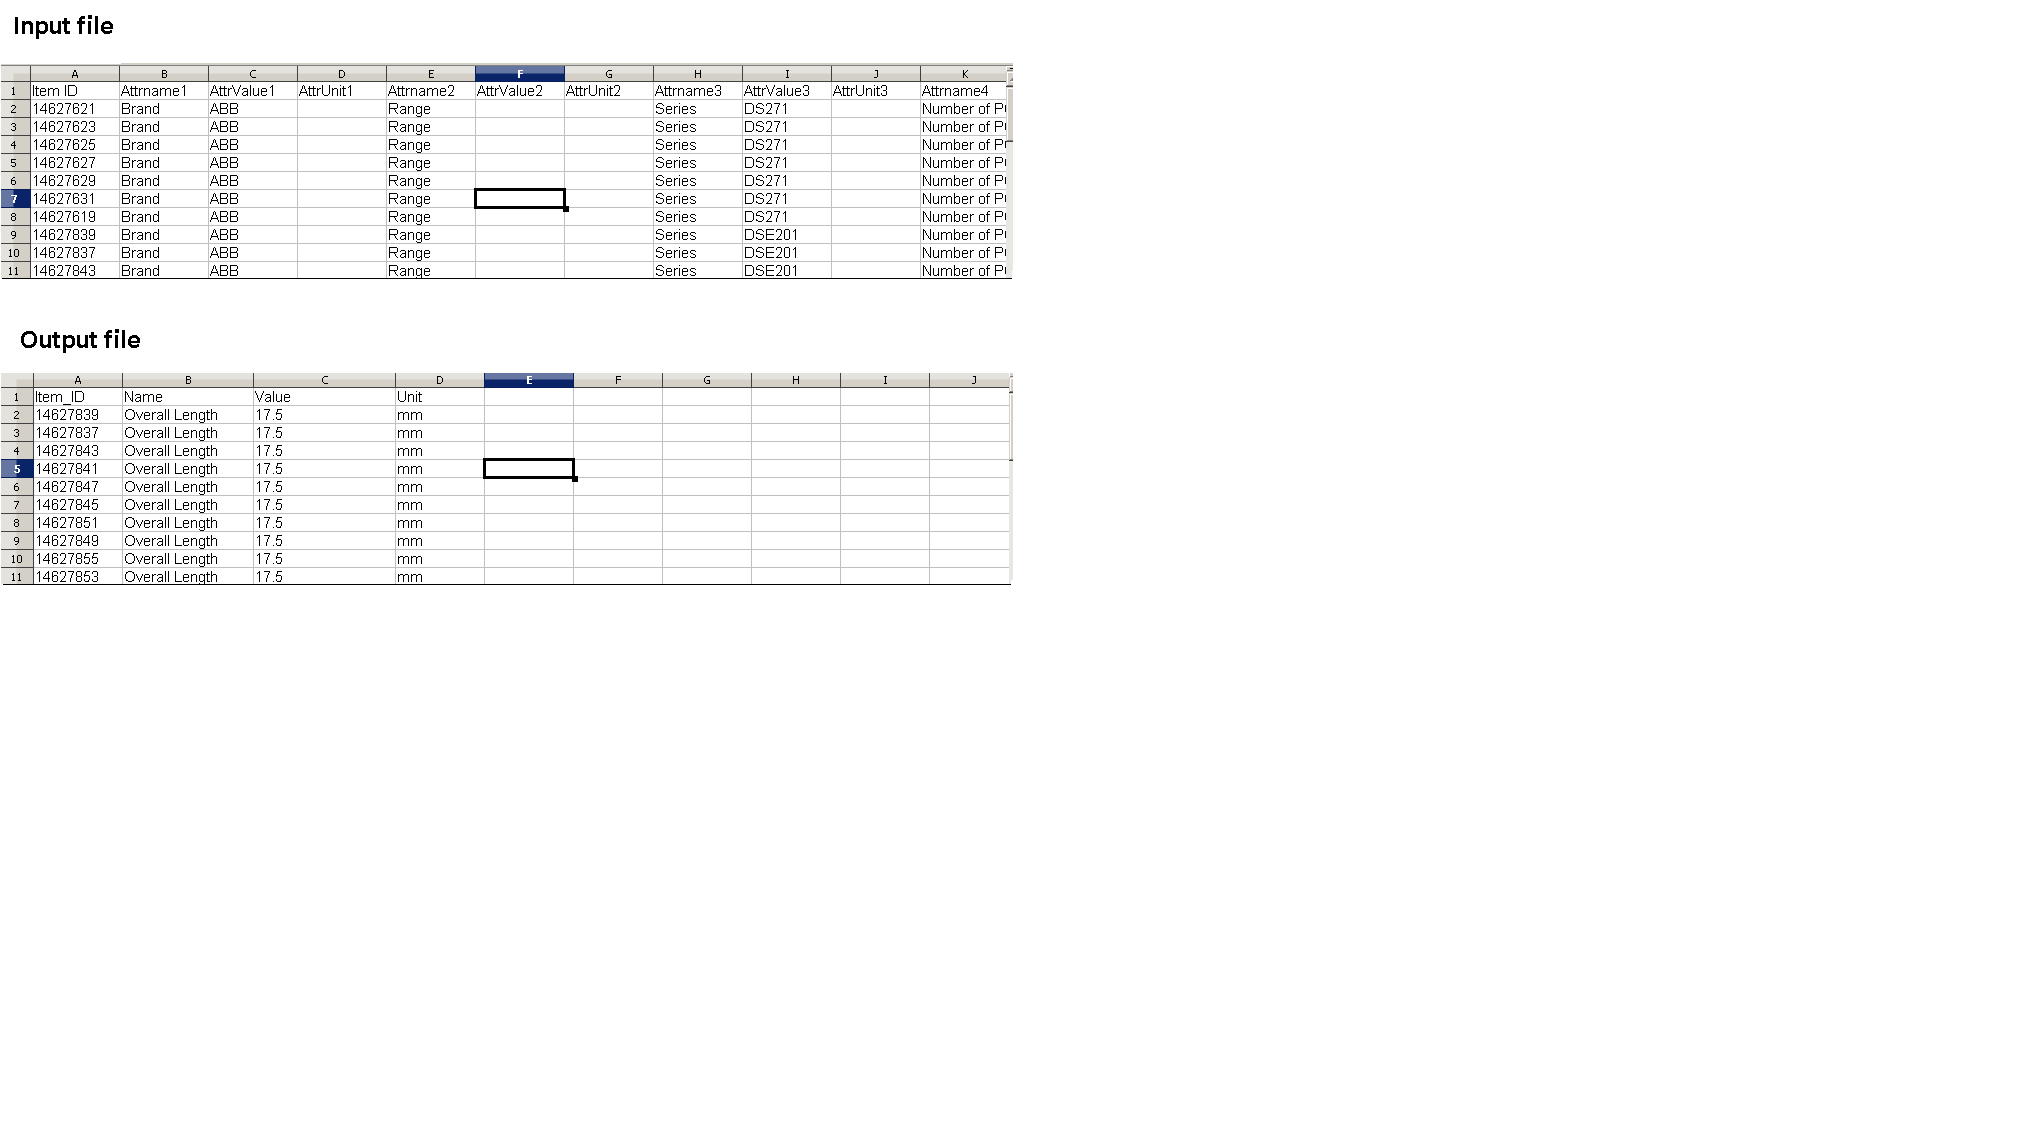 Input file
A B C D E F G H I J K
1 Item ID Attrname1 AttrValue1 AttrUnit1 Attrname2 AttrValue2 AttrUnit2 Attrname3 AttrValue3 AttrUnit3 Attrname4
2 14627621 Brand ABB Range Series DS271 Number of P
3 14627623 Brand ABB Range Series DS271 Number of P
4 14627625 Brand ABB Range Series DS271 Number of P
5 14627627 Brand ABB Range Series DS271 Number of P
6 14627629 Brand ABB Range Series DS271 Number of P
7 14627631 Brand ABB Range Series DS271 Number of P
8 14627619 Brand ABB Range Series DS271 Number of P
9 14627839 Brand ABB Range Series DSE201 Number of P
10 14627837 Brand ABB Range Series DSE201 Number of P
11 14627843 Brand ABB Range Series DSE201 Number of P
Output file
A B C D E F G H I J
1 Item_ID Name Value Unit
2 14627839 Overall Length 17.5 mm
3 14627837 Overall Length 17.5 mm
4 14627843 Overall Length 17.5 mm
5 14627841 Overall Length 17.5 mm
6 14627847 Overall Length 17.5 mm
7 14627845 Overall Length 17.5 mm
8 14627851 Overall Length 17.5 mm
9 14627849 Overall Length 17.5 mm
10 14627855 Overall Length 17.5 mm
11 14627853 Overall Length 17.5 mm